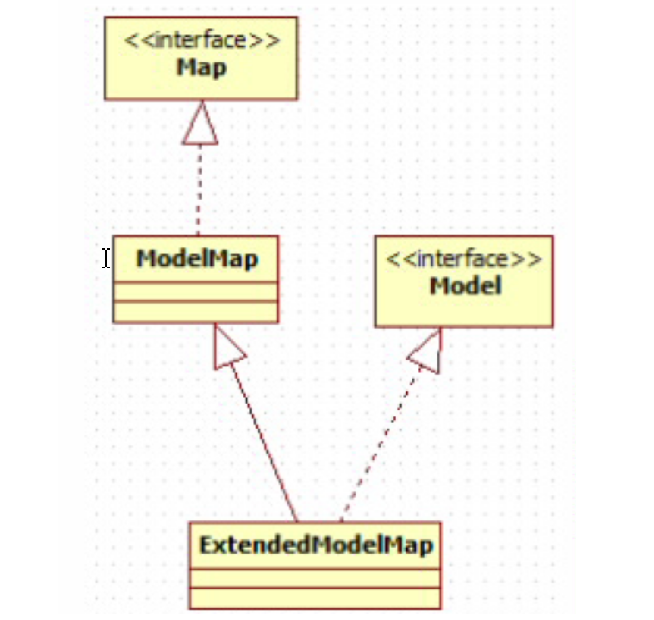 <<interface>>
Map
ModelMap
<<interface>>
Model
ExtendedModelMap